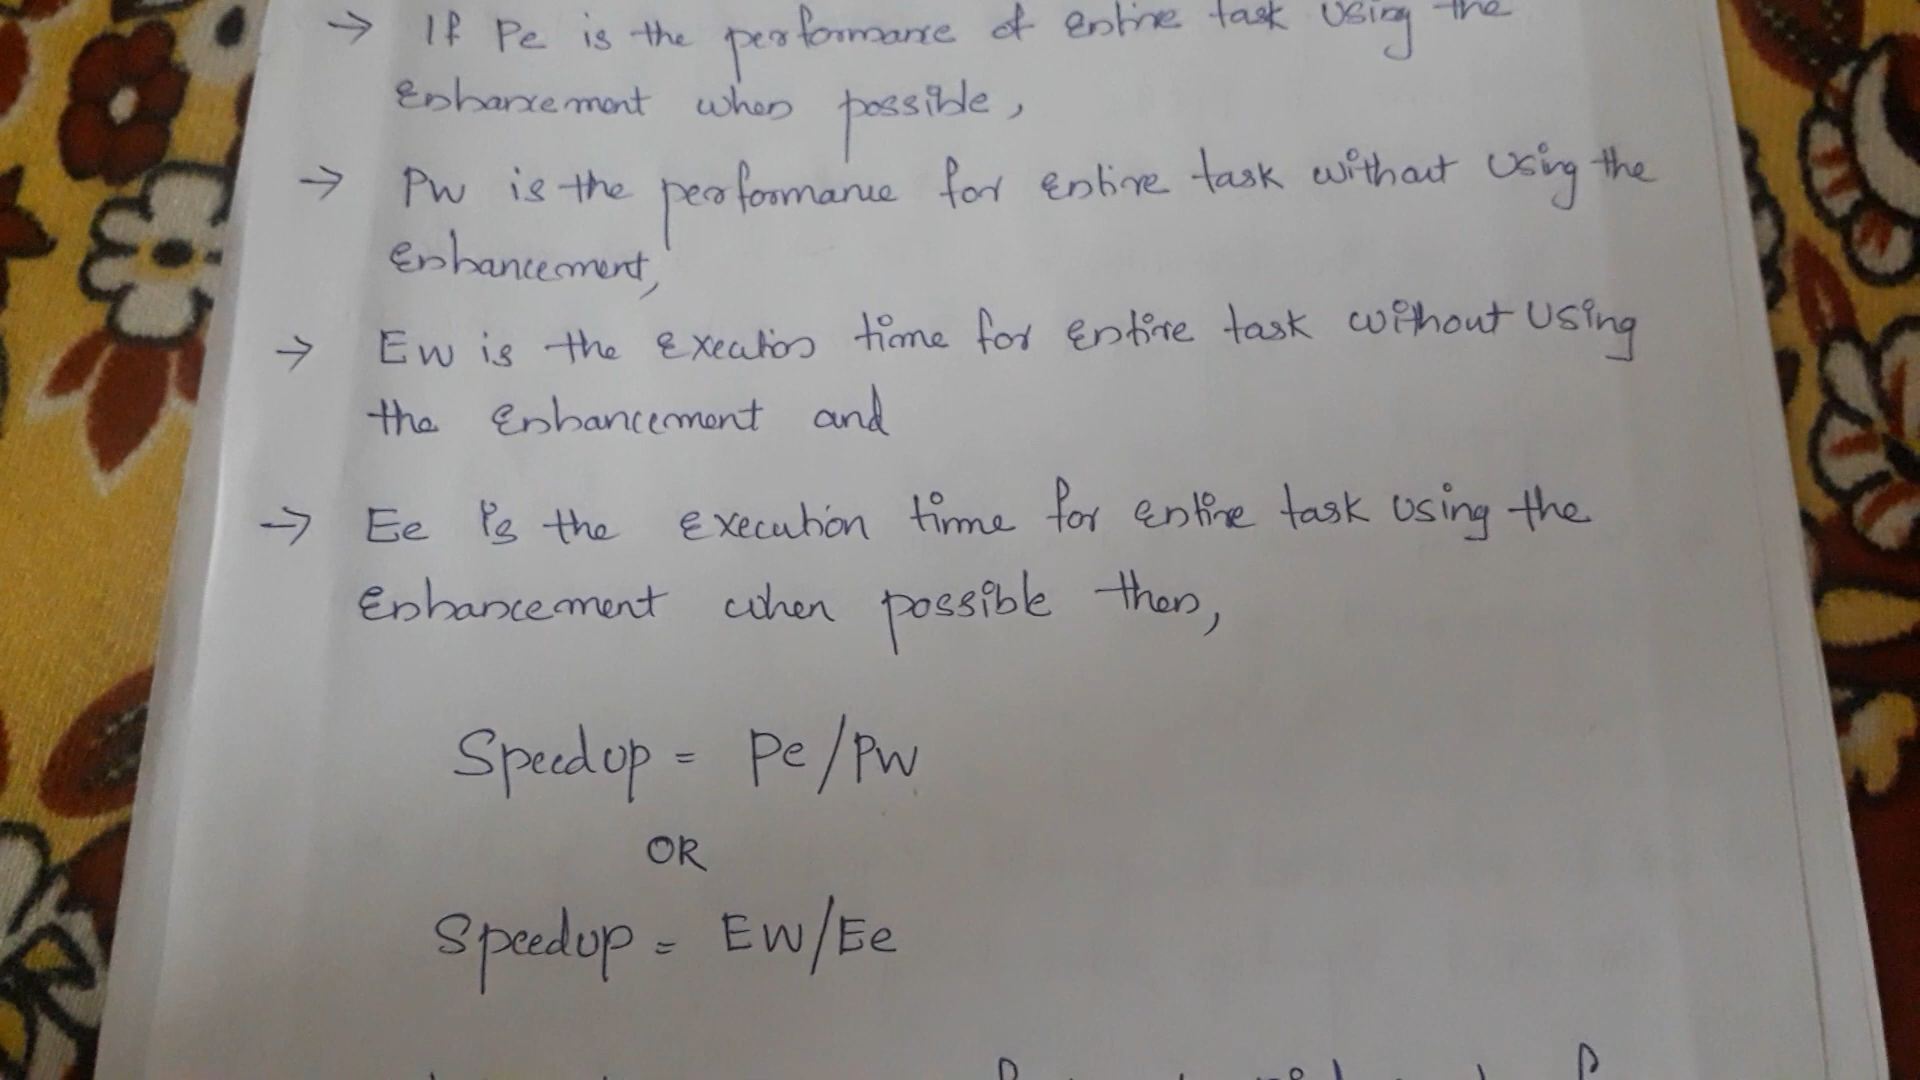 → If Pe is the performance of entire task using the
enhancement when possible,
→ Pw is the performance for entire task without using the
enhancement,
→ Ew is the execution time for entire task without using
the enhancement and
→ Ee is the execution time for entire task using the
enhancement when possible then,
Speedup = Pe/Pw
OR
Speedup = Ew/Ee